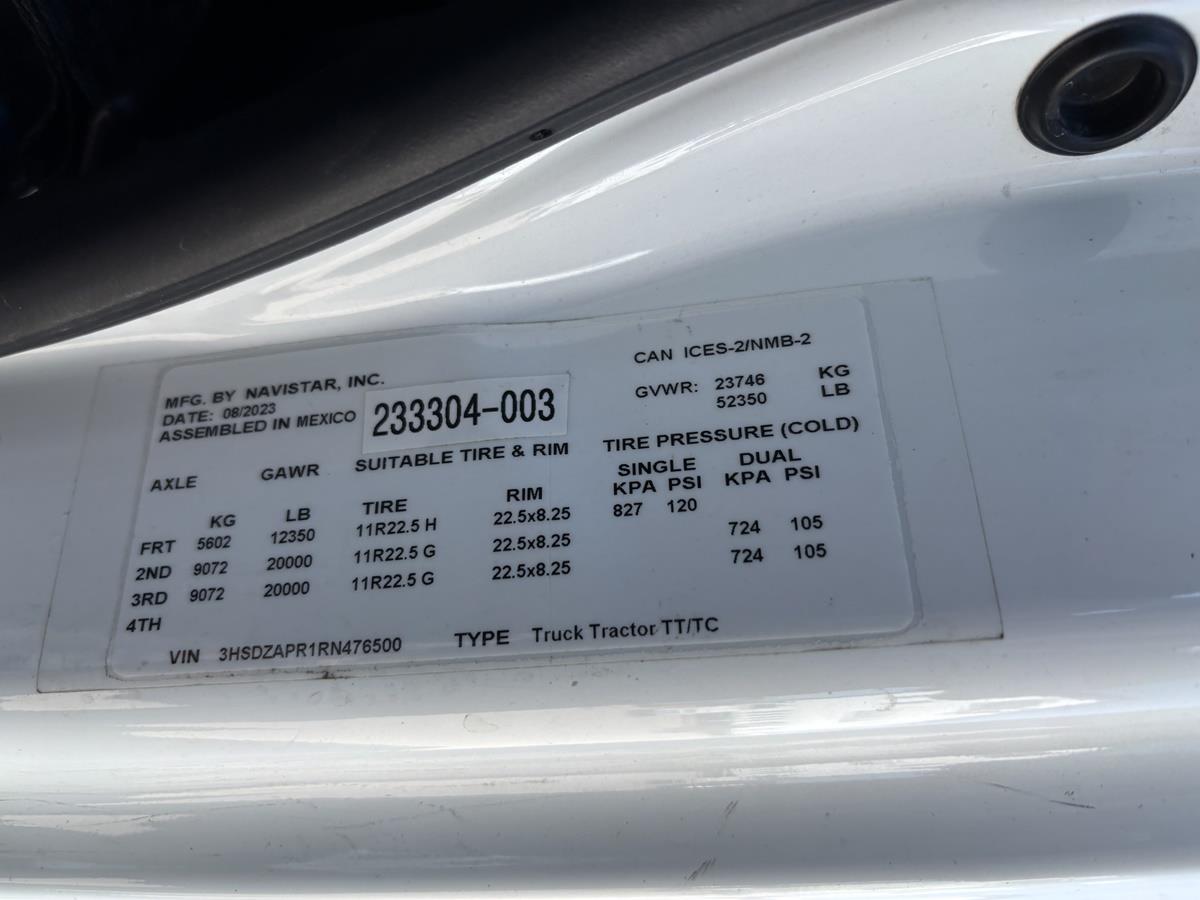 MFG. BY NAVISTAR, INC.
DATE: 08/2023
ASSEMBLED IN MEXICO
233304-003
CAN ICES-2/NMB-2
GVWR: 23746 KG
52350 LB
AXLE GAWR SUITABLE TIRE & RIM TIRE PRESSURE (COLD)
SINGLE DUAL
KG LB TIRE RIM KPA PSI KPA PSI
FRT 5602 12350 11R22.5 H 22.5x8.25 827 120
2ND 9072 20000 11R22.5 G 22.5x8.25 724 105
3RD 9072 20000 11R22.5 G 22.5x8.25 724 105
4TH
VIN 3HSDZAPR1RN476500 TYPE Truck Tractor TT/TC